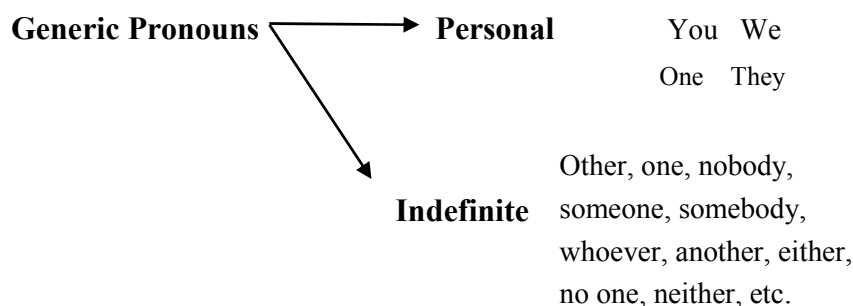 Generic Pronouns Personal You We
One They
Other, one, nobody,
Indefinite someone, somebody,
whoever, another, either,
no one, neither, etc.